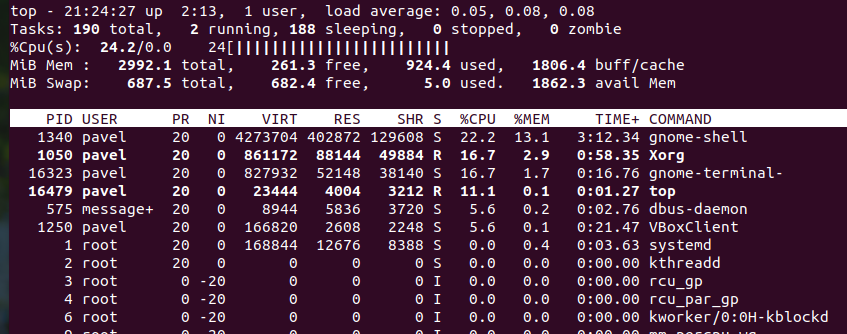 top - 21:24:27 up  2:13,  1 user,  load average: 0.05, 0.08, 0.08
Tasks: 190 total,   2 running, 188 sleeping,   0 stopped,   0 zombie
%Cpu(s):  24.2/0.0    24[||||||||||||||||||||||||
MiB Mem :   2992.1 total,    261.3 free,    924.4 used,   1806.4 buff/cache
MiB Swap:    687.5 total,    682.4 free,      5.0 used.   1862.3 avail Mem
PID USER      PR  NI    VIRT    RES    SHR S  %CPU  %MEM     TIME+ COMMAND
1340 pavel     20   0 4273704 402872 129608 S  22.2  13.1   3:12.34 gnome-shell
1050 pavel     20   0  861172  88144  49884 R  16.7   2.9   0:58.35 Xorg
16323 pavel     20   0  827932  52148  38140 S  16.7   1.7   0:16.76 gnome-terminal-
16479 pavel     20   0   23444   4004   3212 R  11.1   0.1   0:01.27 top
575 message+  20   0    8944   5836   3720 S   5.6   0.2   0:02.76 dbus-daemon
1250 pavel     20   0  166820   2608   2248 S   5.6   0.1   0:21.47 VBoxClient
1 root      20   0  168844  12676   8388 S   0.0   0.4   0:03.63 systemd
2 root      20   0       0      0      0 S   0.0   0.0   0:00.00 kthreadd
3 root       0 -20       0      0      0 I   0.0   0.0   0:00.00 rcu_gp
4 root       0 -20       0      0      0 I   0.0   0.0   0:00.00 rcu_par_gp
6 root       0 -20       0      0      0 I   0.0   0.0   0:00.00 kworker/0:0H-kblockd